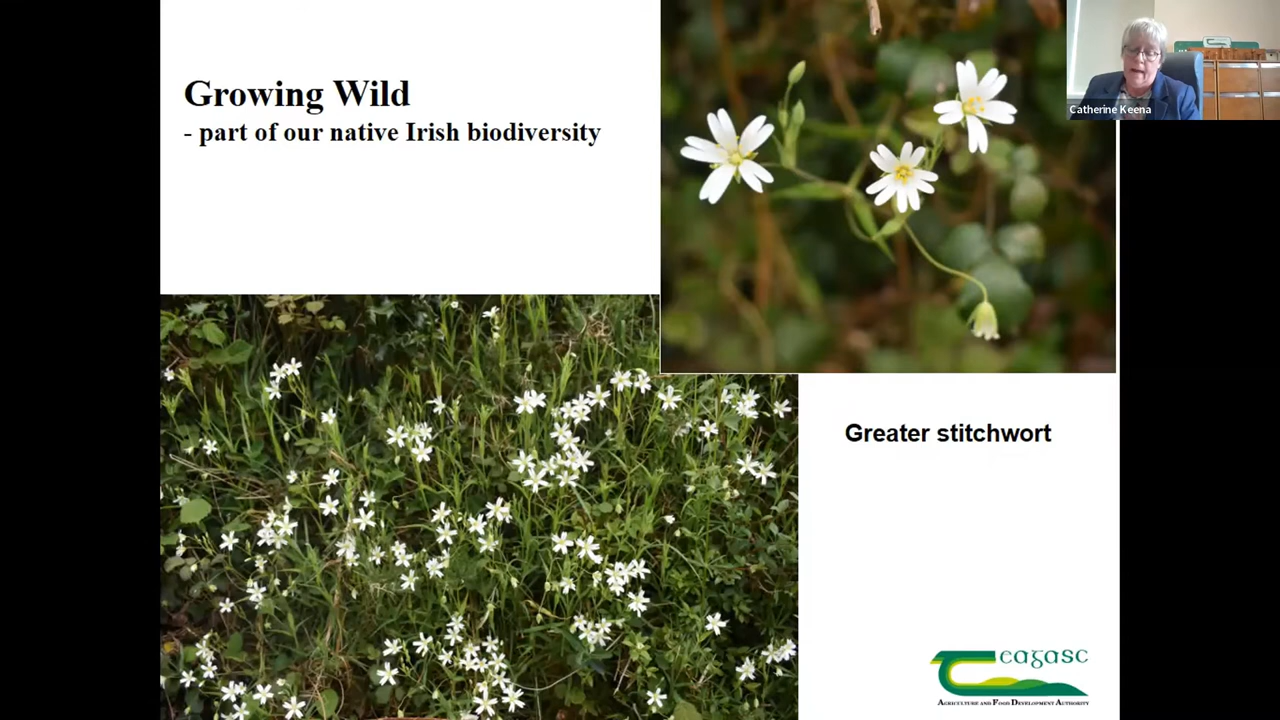 Growing Wild
- part of our native Irish biodiversity
Catherine Keena
Greater stitchwort
teagasc
AGRICULTURE AND FOOD DEVELOPMENT AUTHORITY